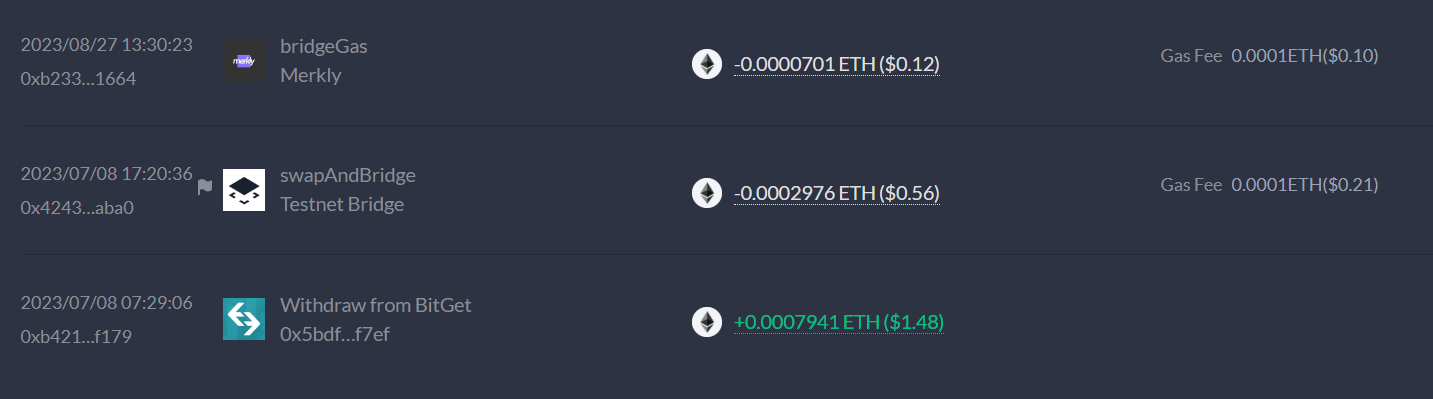 2023/08/27 13:30:23
0xb233...1664
merkly
bridgeGas
Merkly
-0.0000701 ETH ($0.12)
Gas Fee 0.0001ETH($0.10)
2023/07/08 17:20:36
0x4243...aba0
swapAndBridge
Testnet Bridge
-0.0002976 ETH ($0.56)
Gas Fee 0.0001ETH($0.21)
2023/07/08 07:29:06
0xb421...f179
Withdraw from BitGet
0x5bdf...f7ef
+0.0007941 ETH ($1.48)